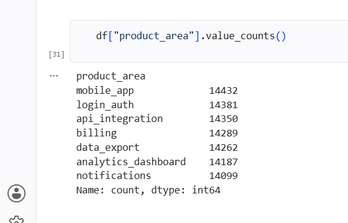 df["product_area"].value_counts()
[31]
...
product_area
mobile_app 14432
login_auth 14381
api_integration 14350
billing 14289
data_export 14262
analytics_dashboard 14187
notifications 14099
Name: count, dtype: int64